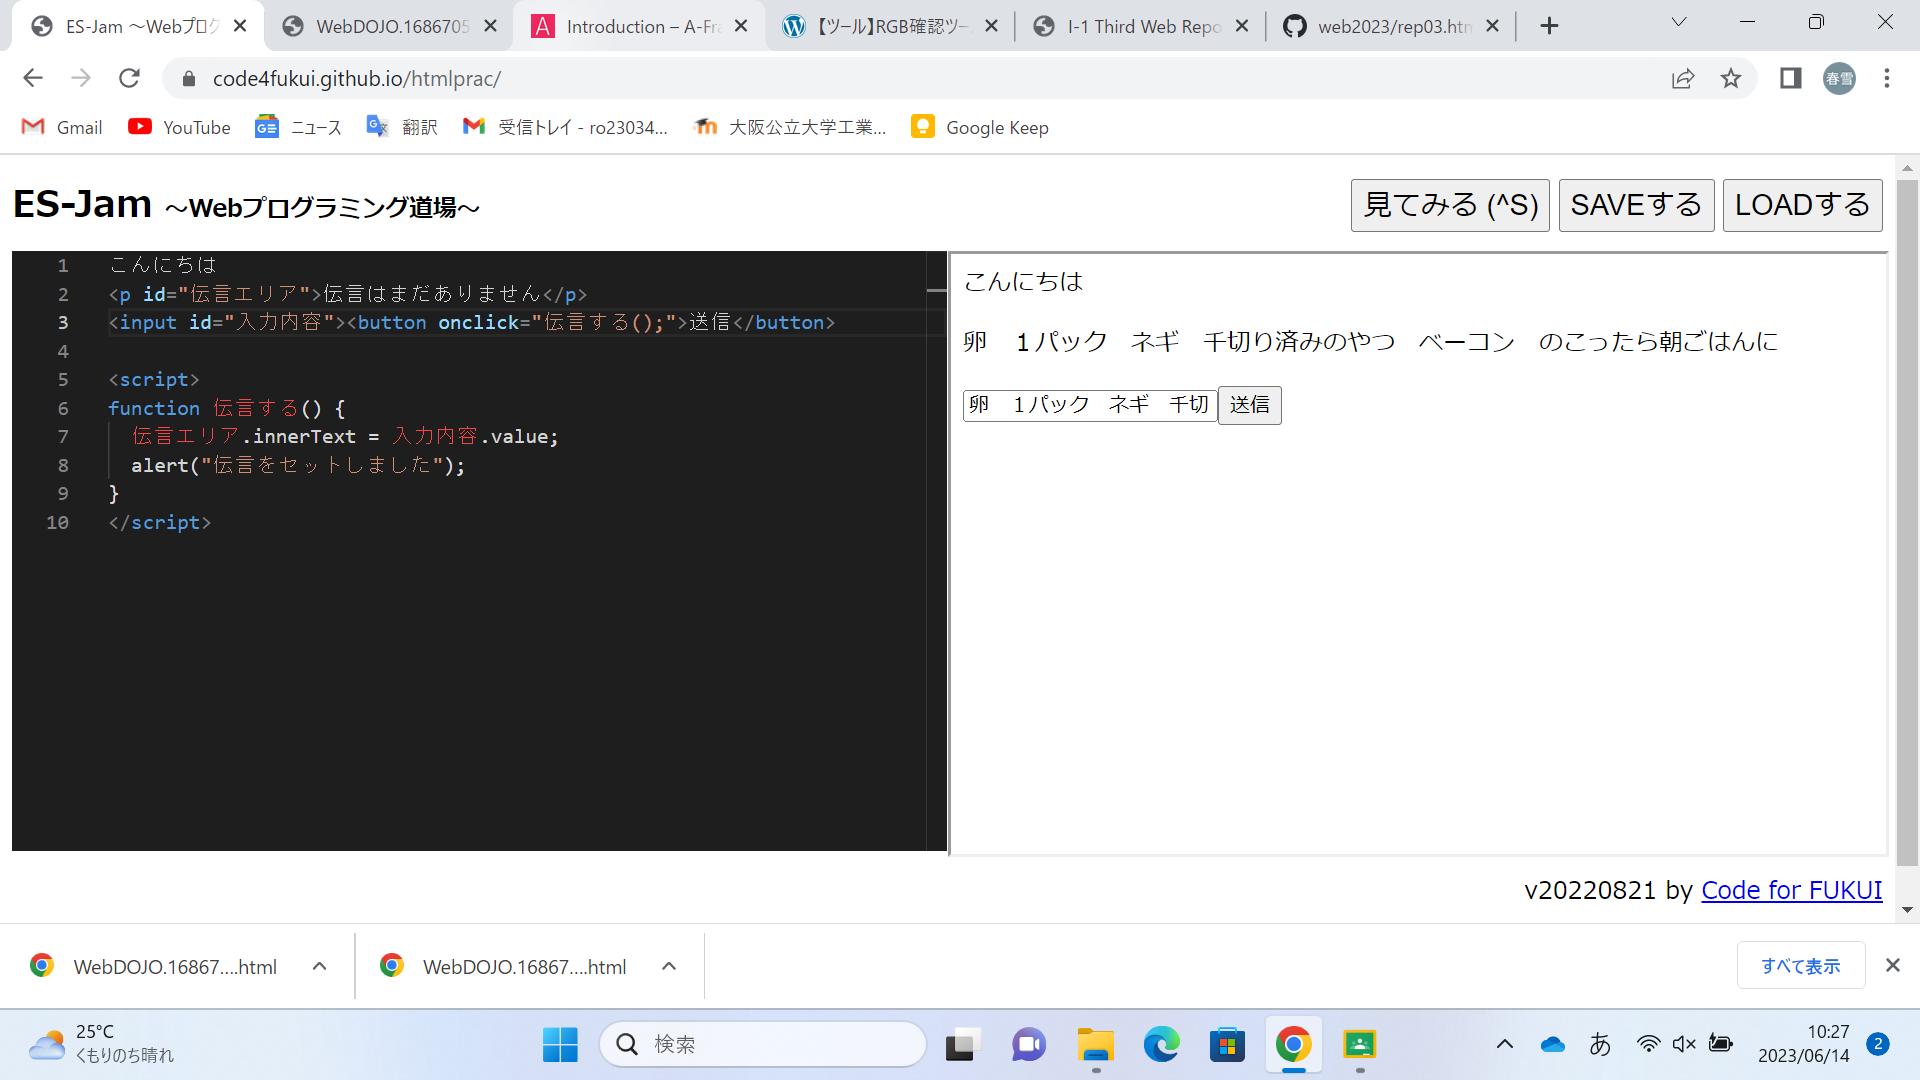 ES-Jam ～Webプログ
WebDOJO.1686705
Introduction – A-Fra
【ツール】RGB確認ツー
I-1 Third Web Repo
web2023/rep03.htm
code4fukui.github.io/htmlprac/
春雪
Gmail
YouTube
ニュース
翻訳
受信トレイ - ro23034...
大阪公立大学工業...
Google Keep
ES-Jam ～Webプログラミング道場～
見てみる (^S)
SAVEする
LOADする
1 こんにちは
2 <p id="伝言エリア">伝言はまだありません</p>
3 <input id="入力内容"><button onclick="伝言する();">送信</button>
4
5 <script>
6 function 伝言する() {
7 伝言エリア.innerText = 入力内容.value;
8 alert("伝言をセットしました");
9 }
10 </script>
こんにちは
卵　１パック　ネギ　千切り済みのやつ　ベーコン　のこったら朝ごはんに
卵　１パック　ネギ　千切
送信
v20220821 by Code for FUKUI
WebDOJO.16867....html
WebDOJO.16867....html
すべて表示
25°C
くもりのち晴れ
検索
あ
10:27
2023/06/14
2